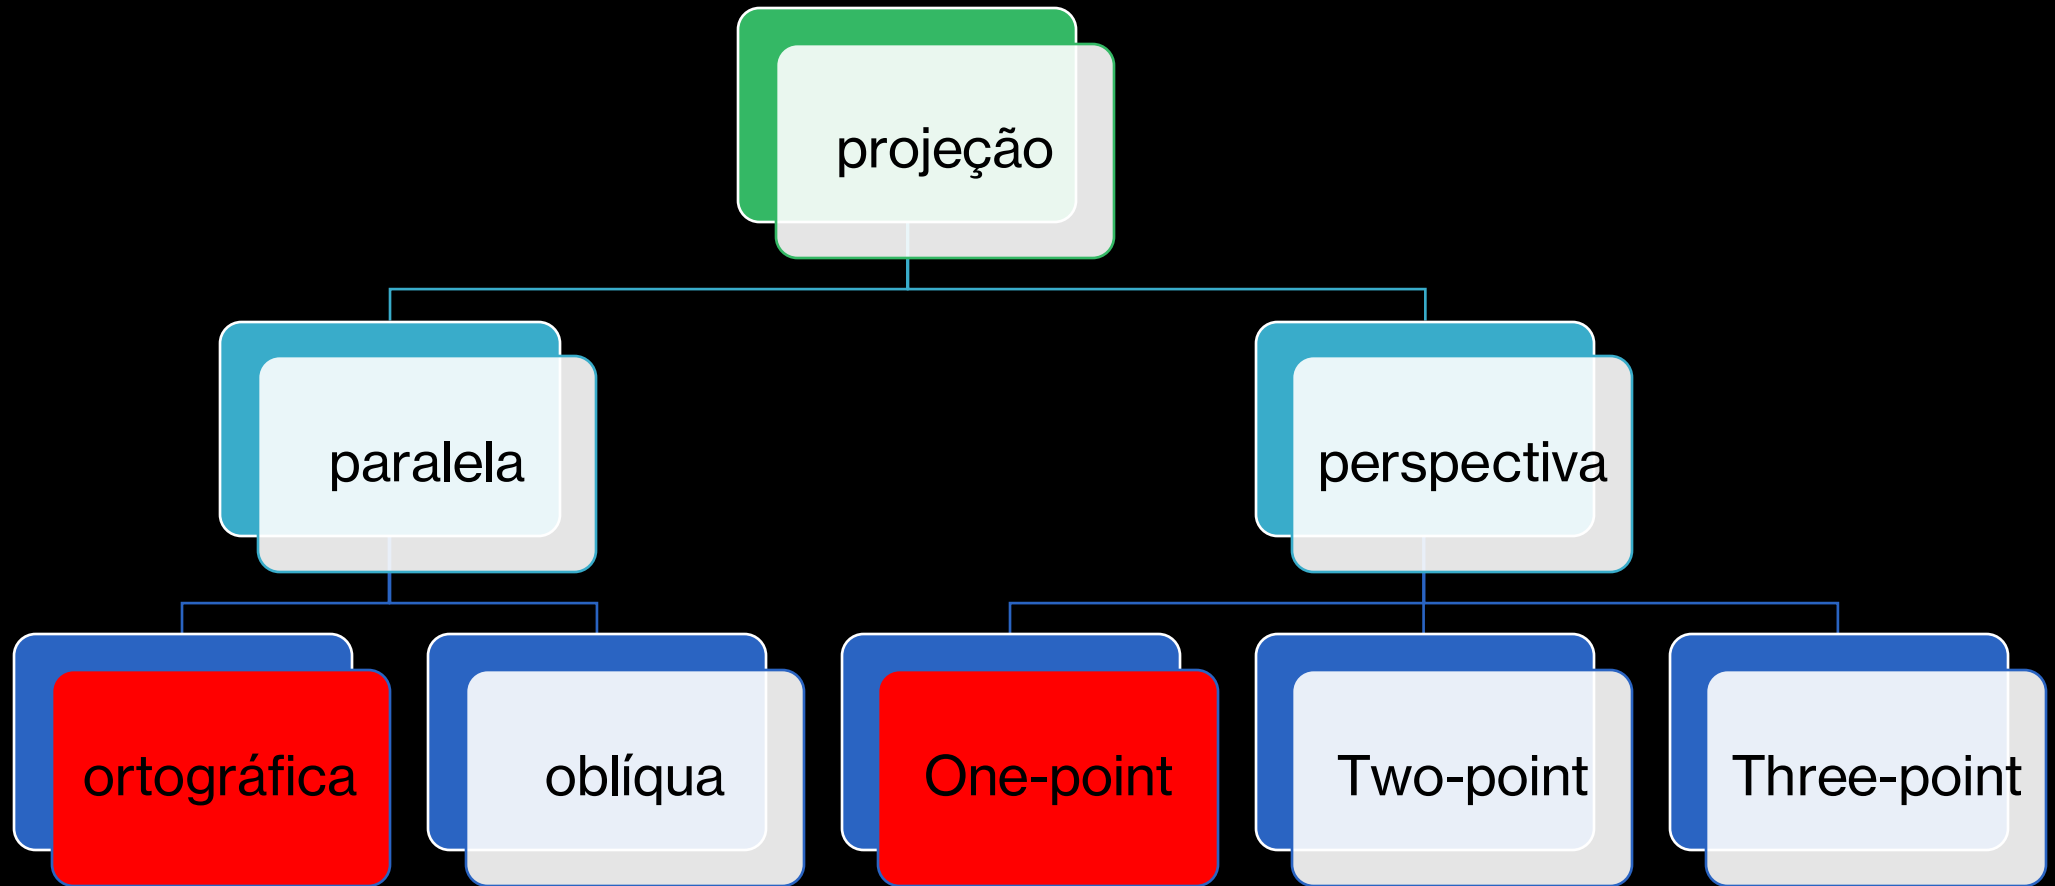 projeção
paralela
perspectiva
ortográfica
oblíqua
One-point
Two-point
Three-point